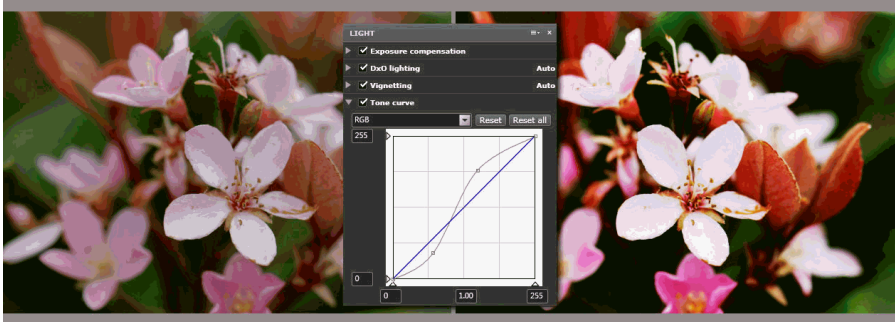 LIGHT
Exposure compensation
DxO lighting Auto
Vignetting Auto
Tone curve
RGB Reset Reset all
255
0
0 1.00 255